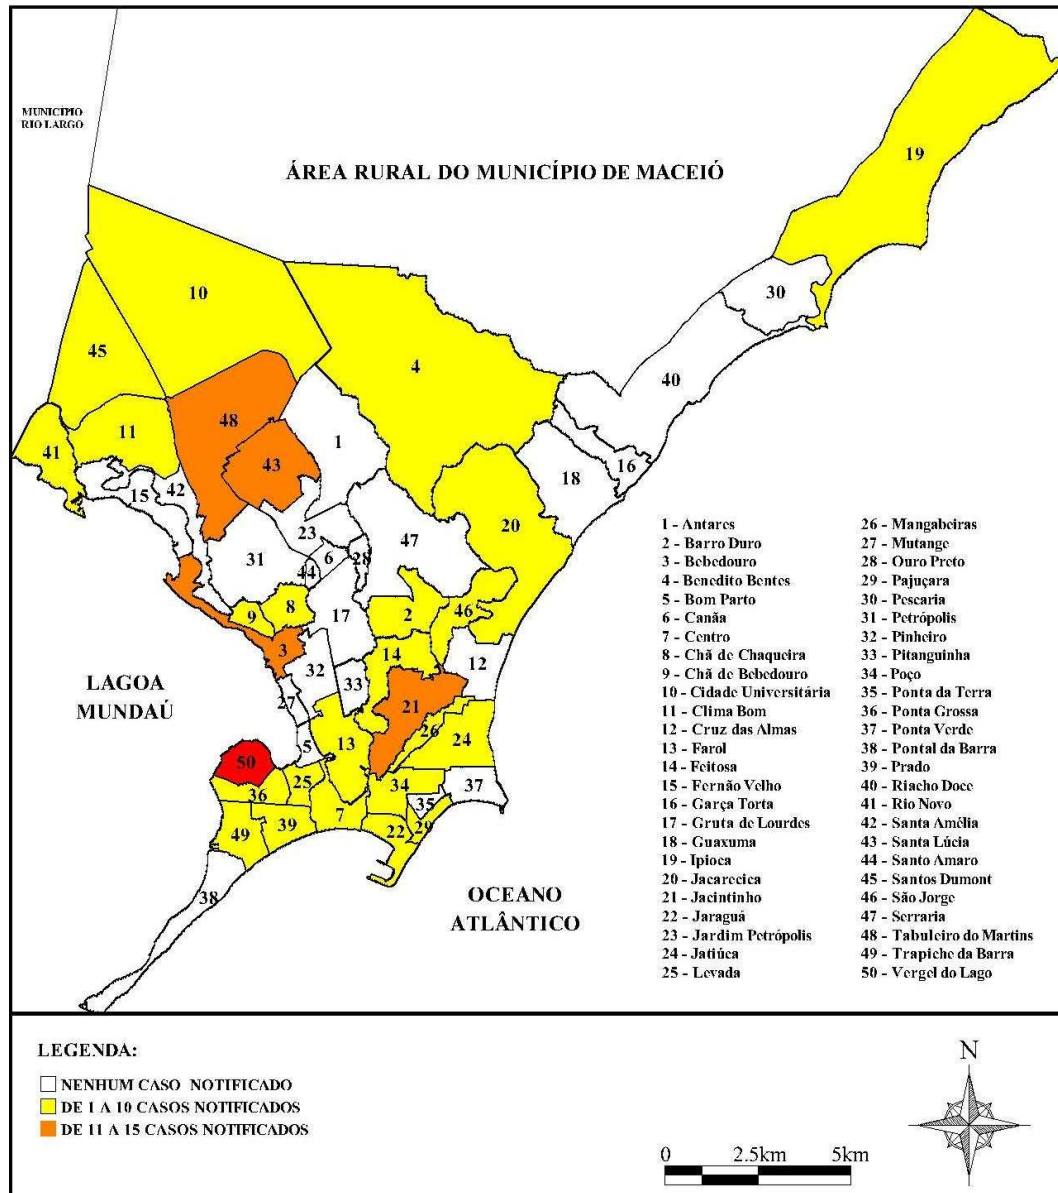 MUNICÍPIO
RIO LARGO
ÁREA RURAL DO MUNICÍPIO DE MACEIÓ
19
30
10
45
4
40
48
11
41
43
1
18
16
15
42
20
23
47
31
6
28
44
8
9
17
2
46
3
14
32
12
33
27
21
LAGOA
MUNDAÚ
26
24
13
5
50
25
34
37
36
35
7
22
29
49
39
38
OCEANO
ATLÂNTICO
1 - Antares
2 - Barro Duro
3 - Bebedouro
4 - Benedito Bentes
5 - Bom Parto
6 - Canãa
7 - Centro
8 - Chã de Chaqueira
9 - Chã de Bebedouro
10 - Cidade Universitária
11 - Clima Bom
12 - Cruz das Almas
13 - Farol
14 - Feitosa
15 - Fernão Velho
16 - Garça Torta
17 - Gruta de Lourdes
18 - Guaxuma
19 - Ipioca
20 - Jacarecica
21 - Jacintinho
22 - Jaraguá
23 - Jardim Petrópolis
24 - Jatiúca
25 - Levada
26 - Mangabeiras
27 - Mutange
28 - Ouro Preto
29 - Pajuçara
30 - Pescaria
31 - Petrópolis
32 - Pinheiro
33 - Pitanguinha
34 - Poço
35 - Ponta da Terra
36 - Ponta Grossa
37 - Ponta Verde
38 - Pontal da Barra
39 - Prado
40 - Riacho Doce
41 - Rio Novo
42 - Santa Amélia
43 - Santa Lúcia
44 - Santo Amaro
45 - Santos Dumont
46 - São Jorge
47 - Serraria
48 - Tabuleiro do Martins
49 - Trapiche da Barra
50 - Vergel do Lago
LEGENDA:
NENHUM CASO NOTIFICADO
DE 1 A 10 CASOS NOTIFICADOS
DE 11 A 15 CASOS NOTIFICADOS
N
0 2.5km 5km